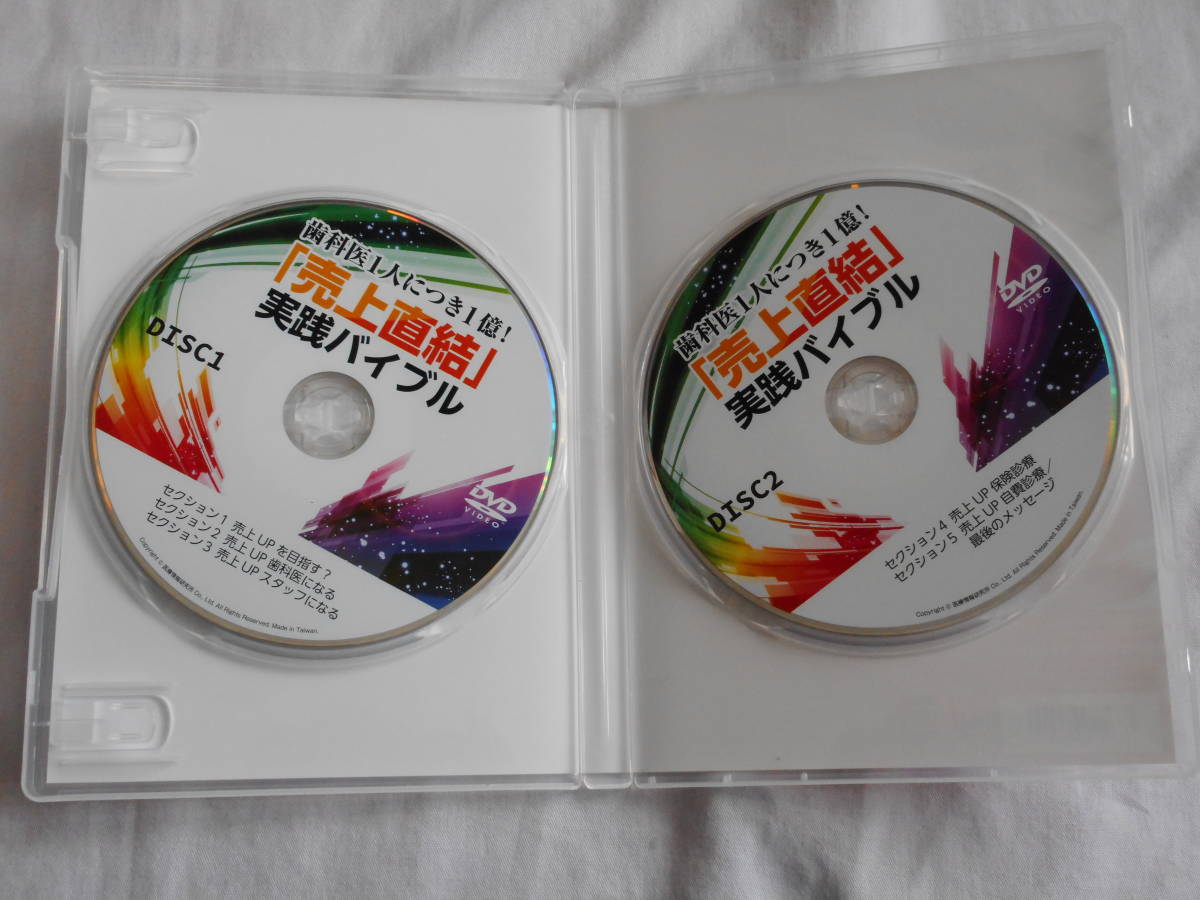 歯科医1人につき1億!
「売上直結」
実践バイブル
DISC1
DVD
VIDEO
セクション1 売上UPを目指す?
セクション2 売上UP歯科医になる
セクション3 売上UPスタッフになる
Copyright © 医療情報研究所 Co., Ltd. All Rights Reserved. Made in Taiwan.
歯科医1人につき1億!
「売上直結」
実践バイブル
DVD
VIDEO
DISC2
セクション4 売上UP 保険診療
セクション5 売上UP 自費診療/
最後のメッセージ
Copyright © 医療情報研究所 Co., Ltd. All Rights Reserved. Made in Taiwan.